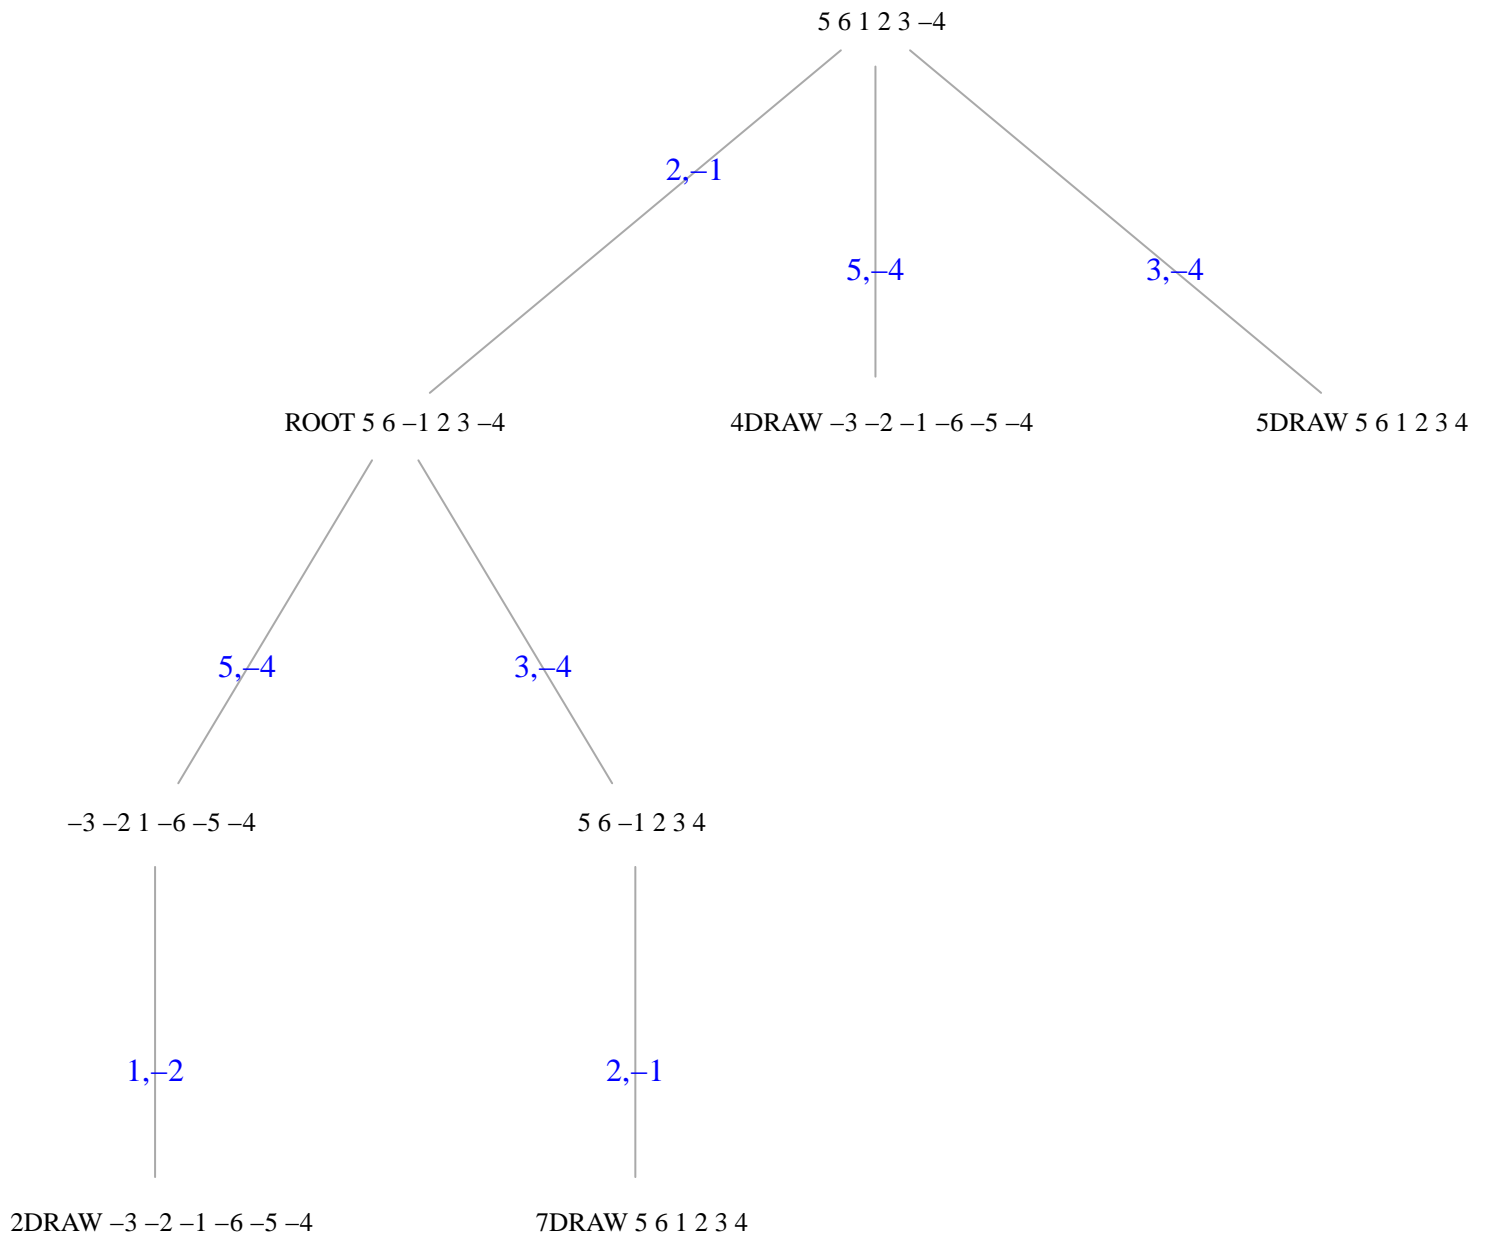 5 6 1 2 3 –4
2,–1
5,–4
3,–4
ROOT 5 6 –1 2 3 –4
4DRAW –3 –2 –1 –6 –5 –4
5DRAW 5 6 1 2 3 4
5,–4
3,–4
–3 –2 1 –6 –5 –4
5 6 –1 2 3 4
1,–2
2,–1
2DRAW –3 –2 –1 –6 –5 –4
7DRAW 5 6 1 2 3 4